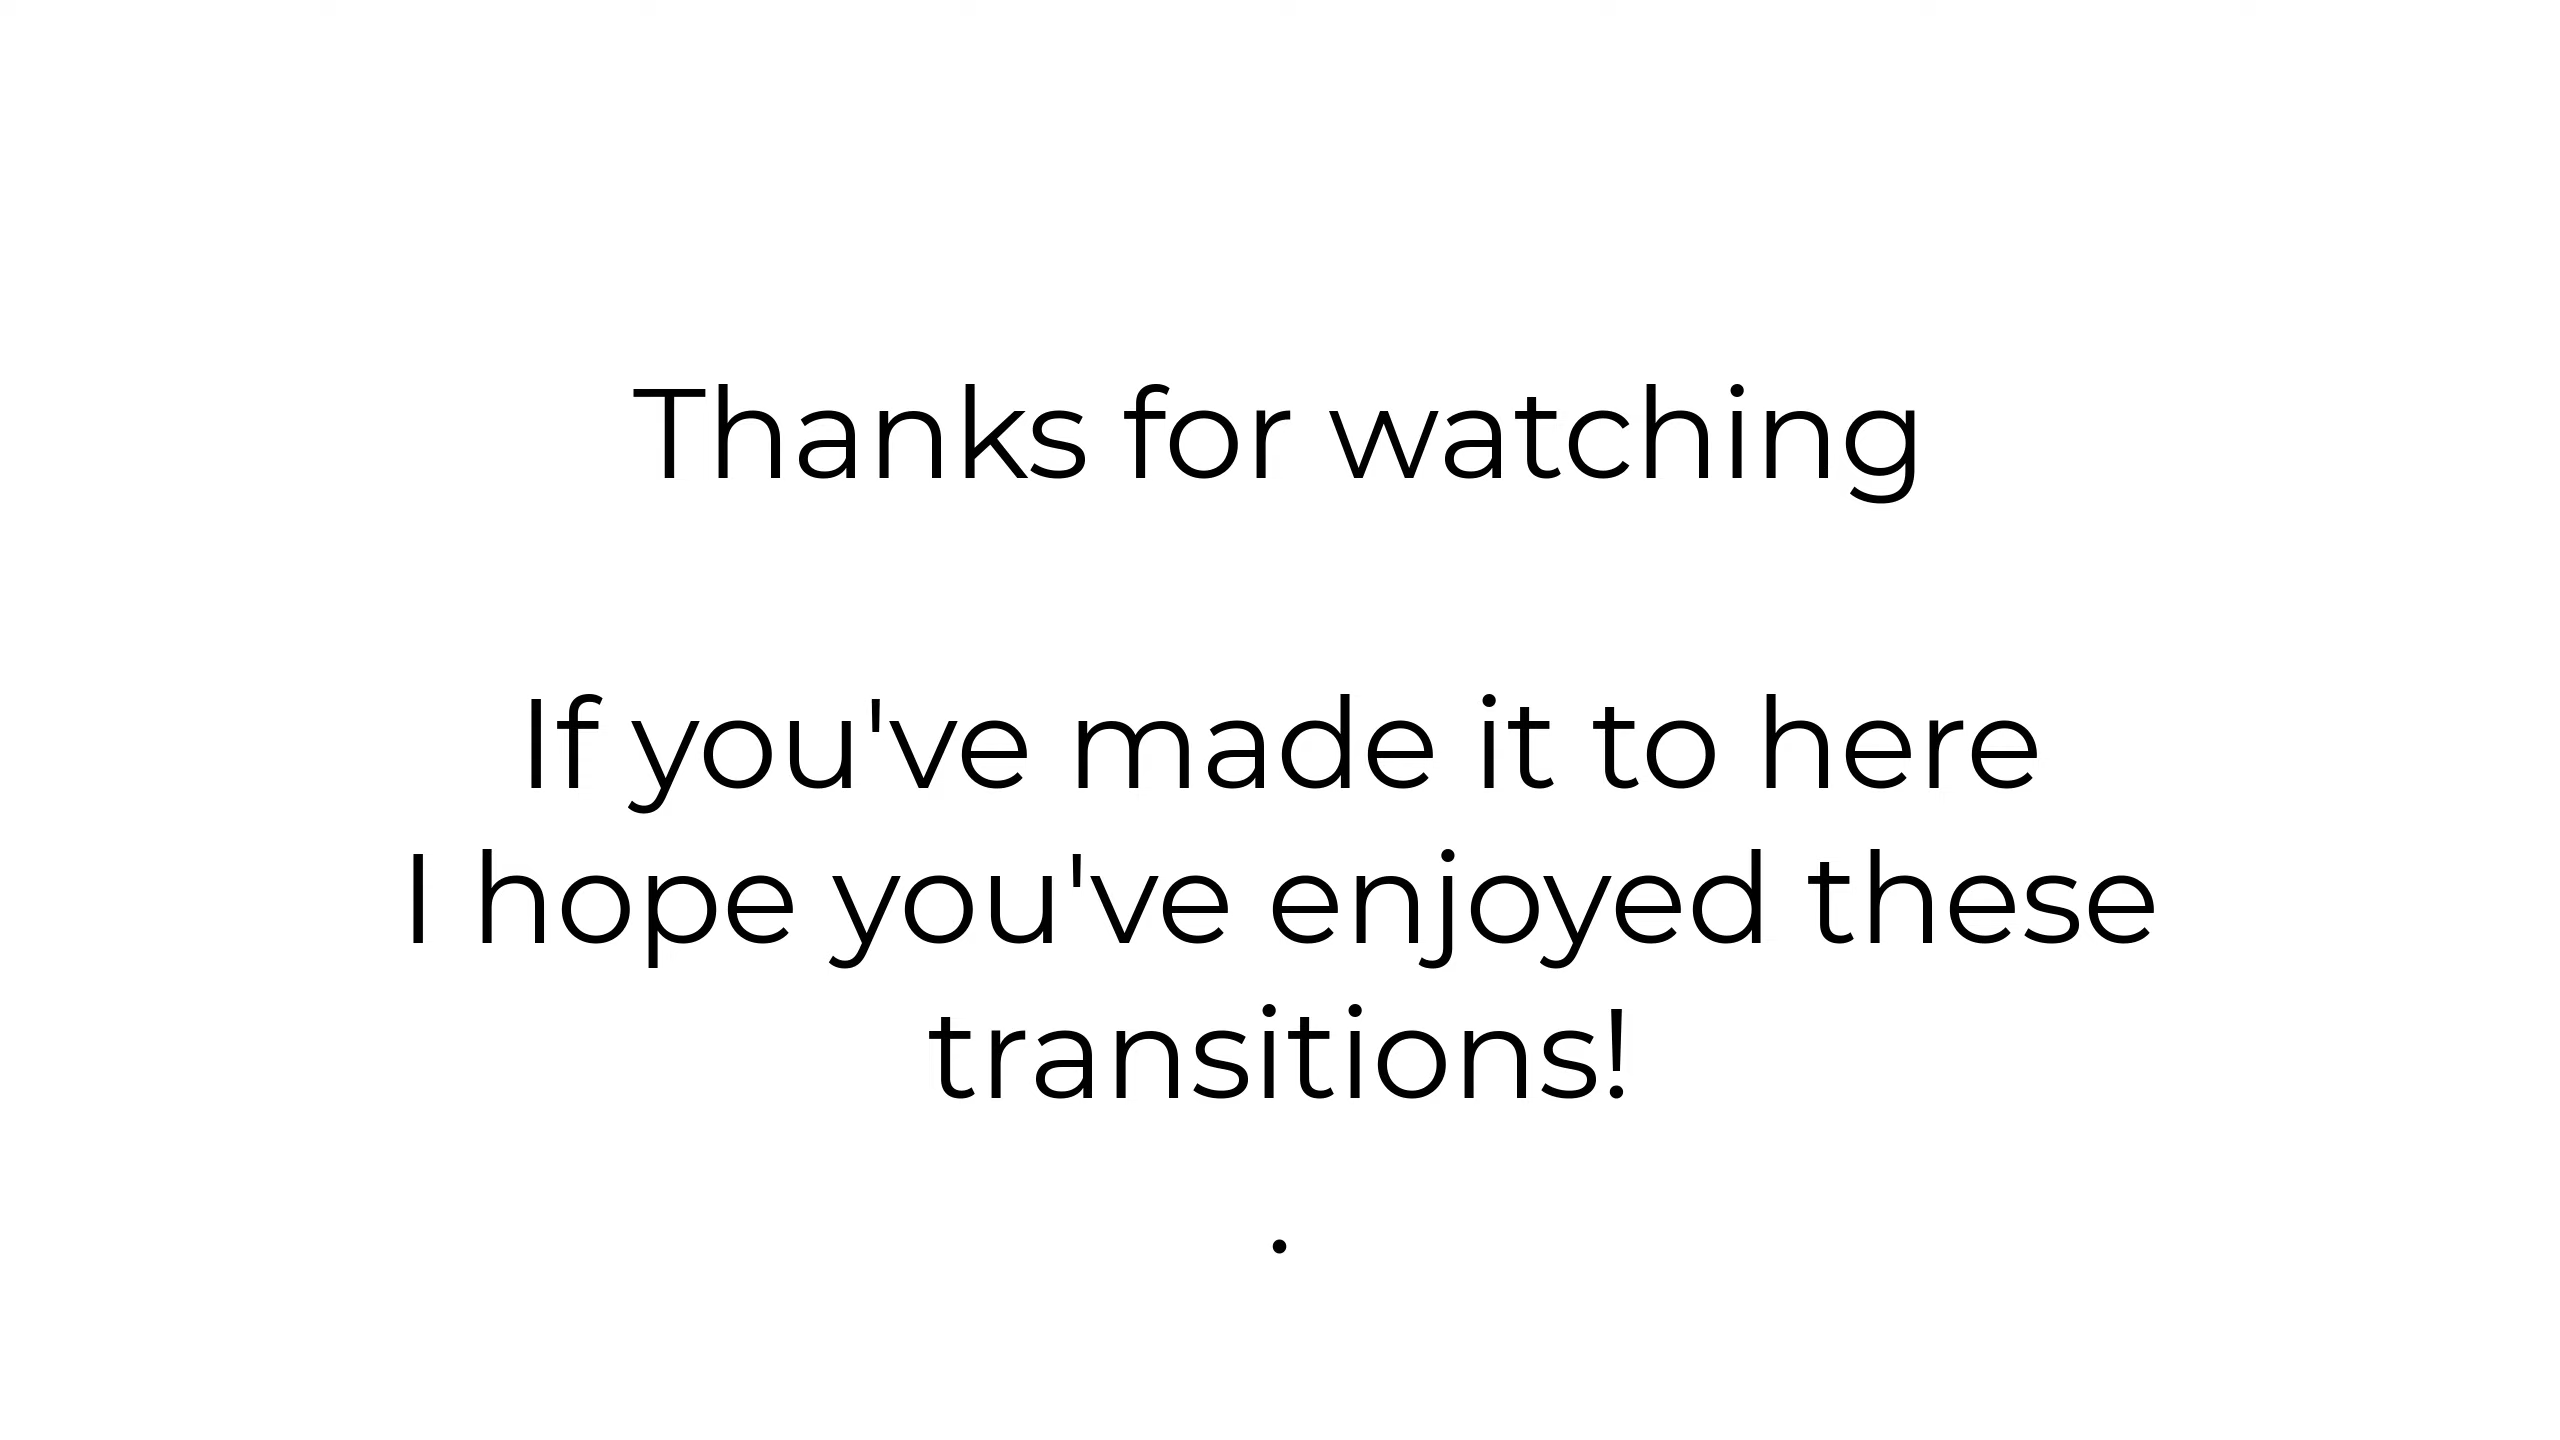 Thanks for watching
If you've made it to here
I hope you've enjoyed these
transitions!
.